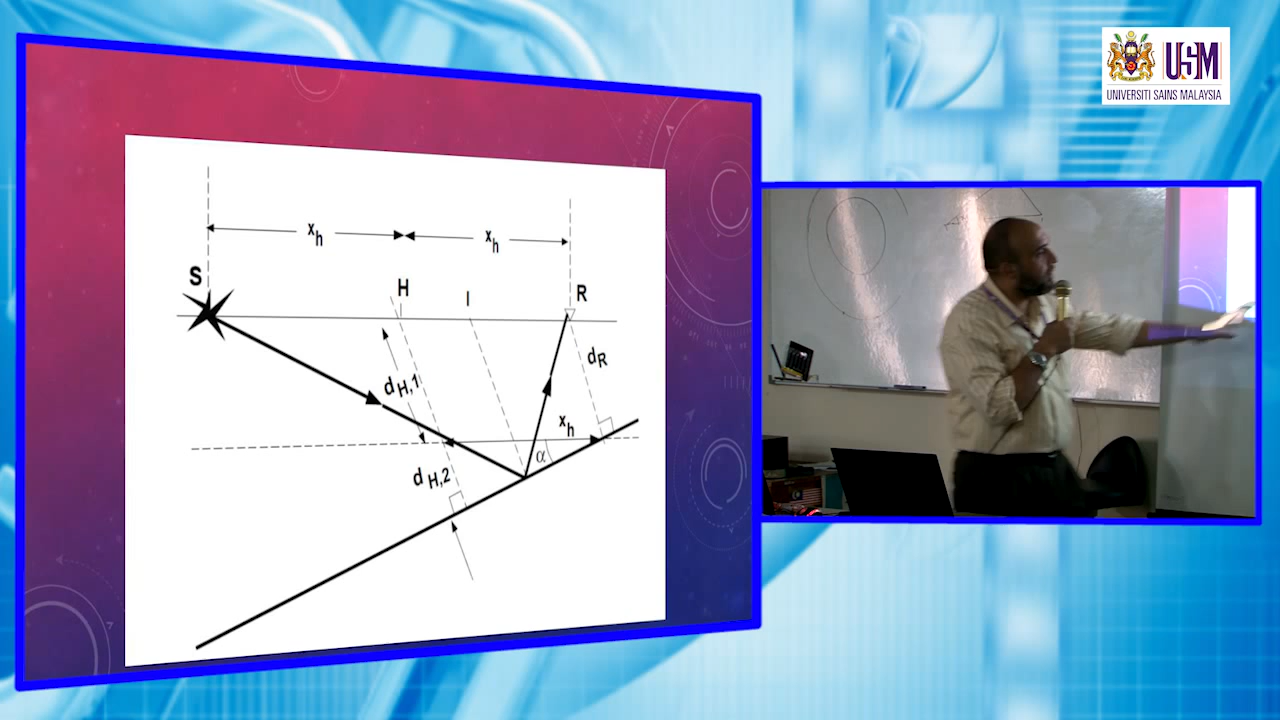 USM
UNIVERSITI SAINS MALAYSIA
xh xh
S
H
I
R
dH,1
dR
xh
α
dH,2